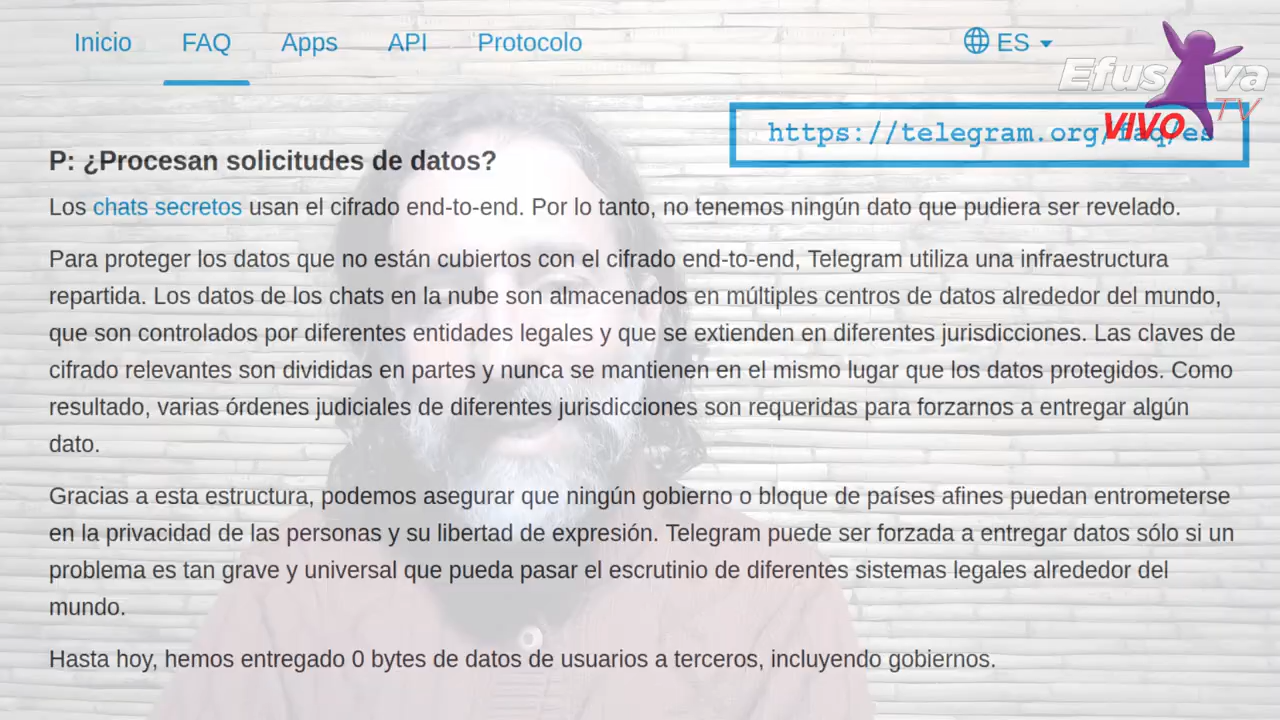 Inicio FAQ Apps API Protocolo ES
Efusiva
TV
VIVO
https://telegram.org/faq/es
P: ¿Procesan solicitudes de datos?
Los chats secretos usan el cifrado end-to-end. Por lo tanto, no tenemos ningún dato que pudiera ser revelado.
Para proteger los datos que no están cubiertos con el cifrado end-to-end, Telegram utiliza una infraestructura
repartida. Los datos de los chats en la nube son almacenados en múltiples centros de datos alrededor del mundo,
que son controlados por diferentes entidades legales y que se extienden en diferentes jurisdicciones. Las claves de
cifrado relevantes son divididas en partes y nunca se mantienen en el mismo lugar que los datos protegidos. Como
resultado, varias órdenes judiciales de diferentes jurisdicciones son requeridas para forzarnos a entregar algún
dato.
Gracias a esta estructura, podemos asegurar que ningún gobierno o bloque de países afines puedan entrometerse
en la privacidad de las personas y su libertad de expresión. Telegram puede ser forzada a entregar datos sólo si un
problema es tan grave y universal que pueda pasar el escrutinio de diferentes sistemas legales alrededor del
mundo.
Hasta hoy, hemos entregado 0 bytes de datos de usuarios a terceros, incluyendo gobiernos.